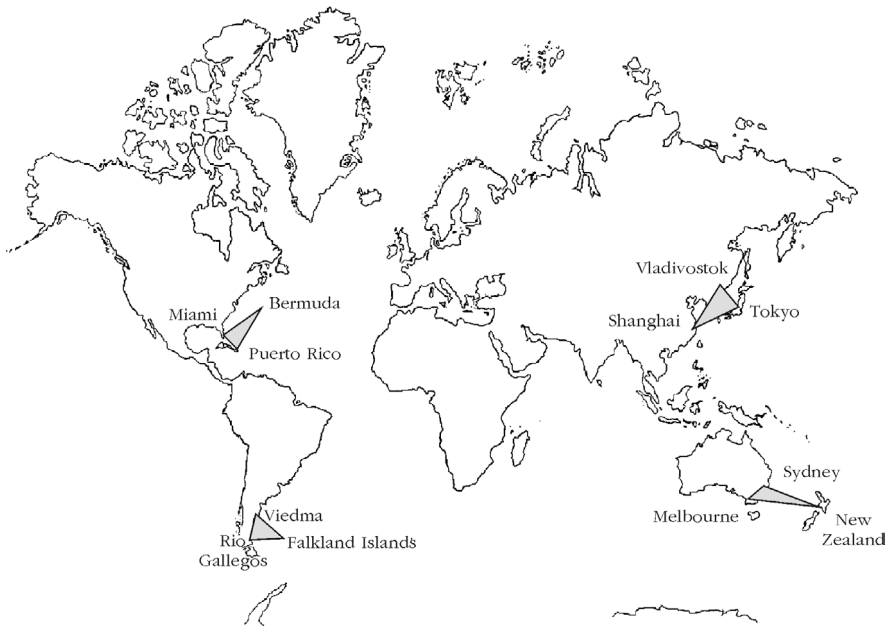 Vladivostok
Miami
Bermuda
Tokyo
Shanghai
Puerto Rico
Sydney
Viedma
Melbourne
New
Zealand
Rio
Gallegos
Falkland Islands